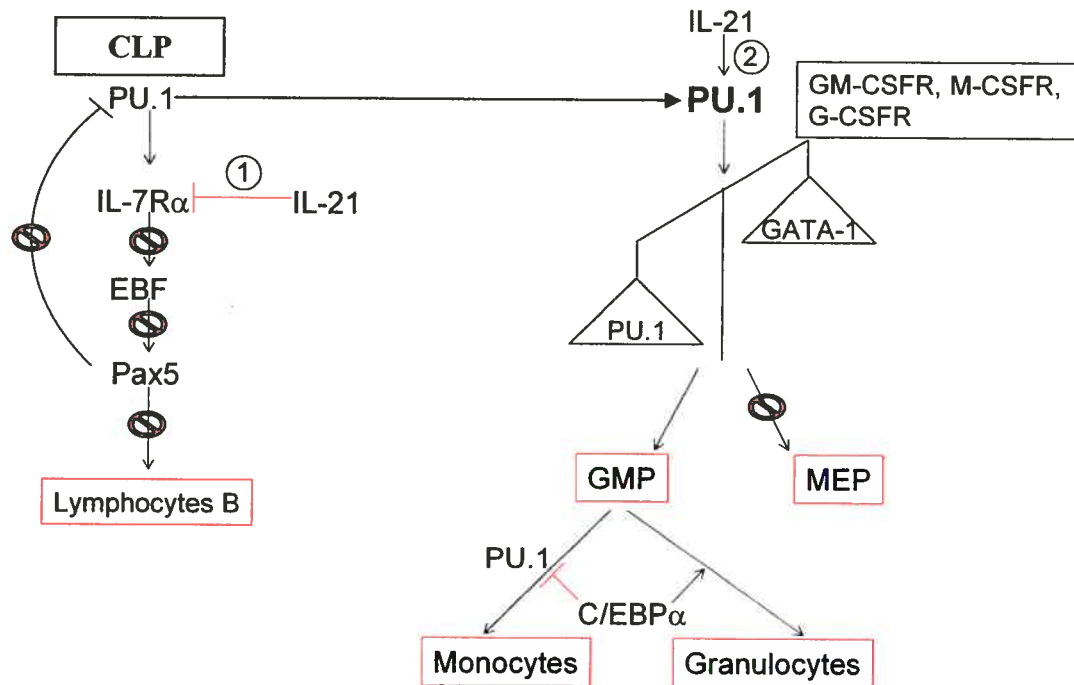 CLP
PU.1
IL-7Rα
①
IL-21
EBF
Pax5
Lymphocytes B
IL-21
②
PU.1
GM-CSFR, M-CSFR,
G-CSFR
GATA-1
PU.1
GMP
MEP
PU.1
C/EBPα
Monocytes
Granulocytes